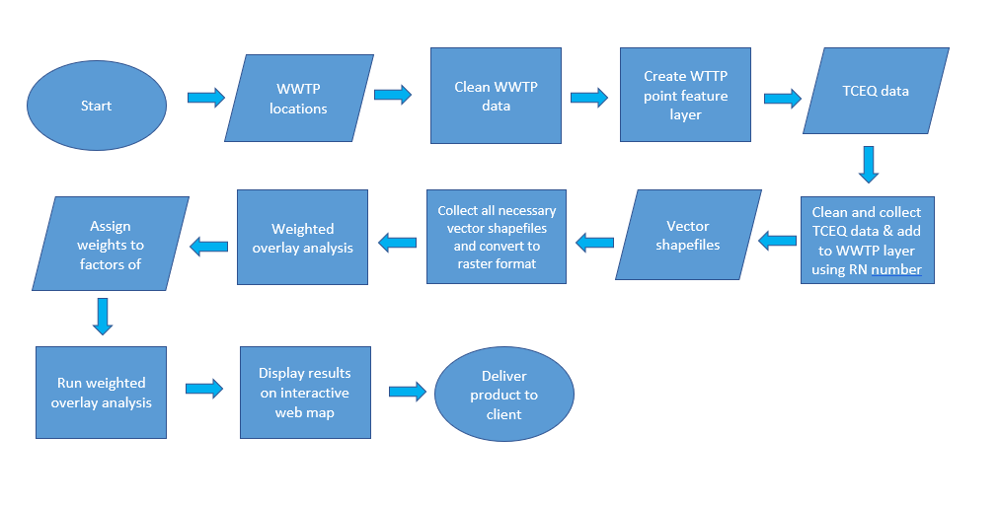 Start
WWTP
locations
Clean WWTP
data
Create WTTP
point feature
layer
TCEQ data
Clean and collect
TCEQ data & add
to WWTP layer
using RN number
Vector
shapefiles
Collect all necessary
vector shapefiles
and convert to
raster format
Weighted
overlay analysis
Assign
weights to
factors of
Run weighted
overlay analysis
Display results
on interactive
web map
Deliver
product to
client